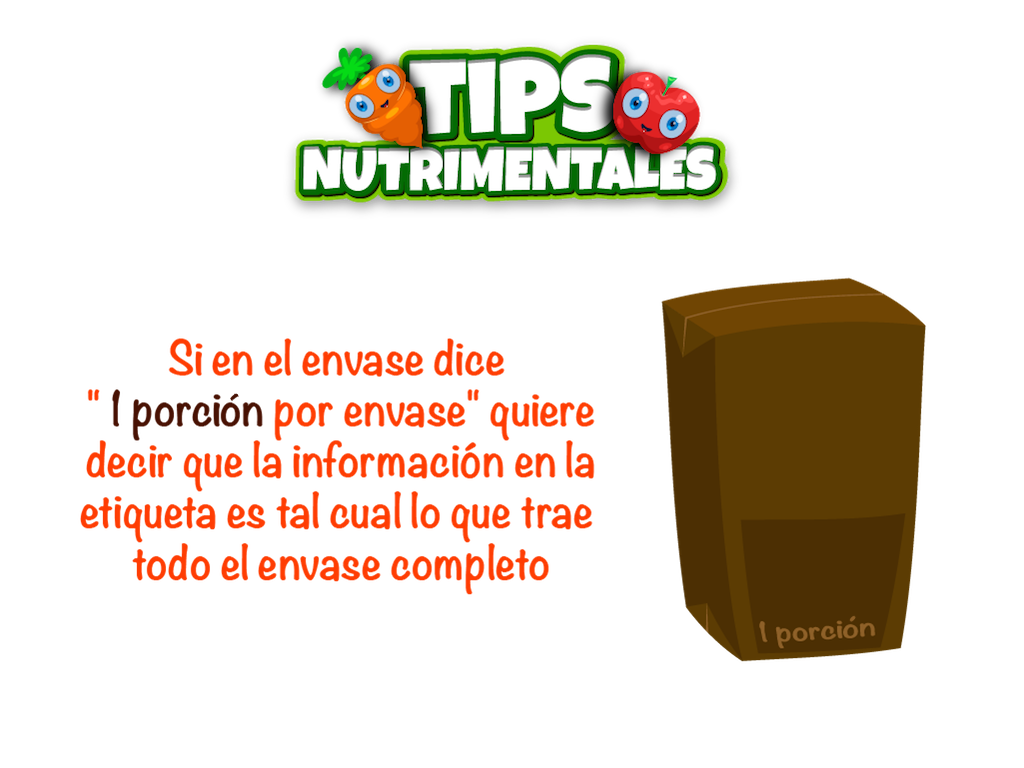 TIPS
NUTRIMENTALES
Si en el envase dice
" 1 porción por envase" quiere
decir que la información en la
etiqueta es tal cual lo que trae
todo el envase completo
1 porción